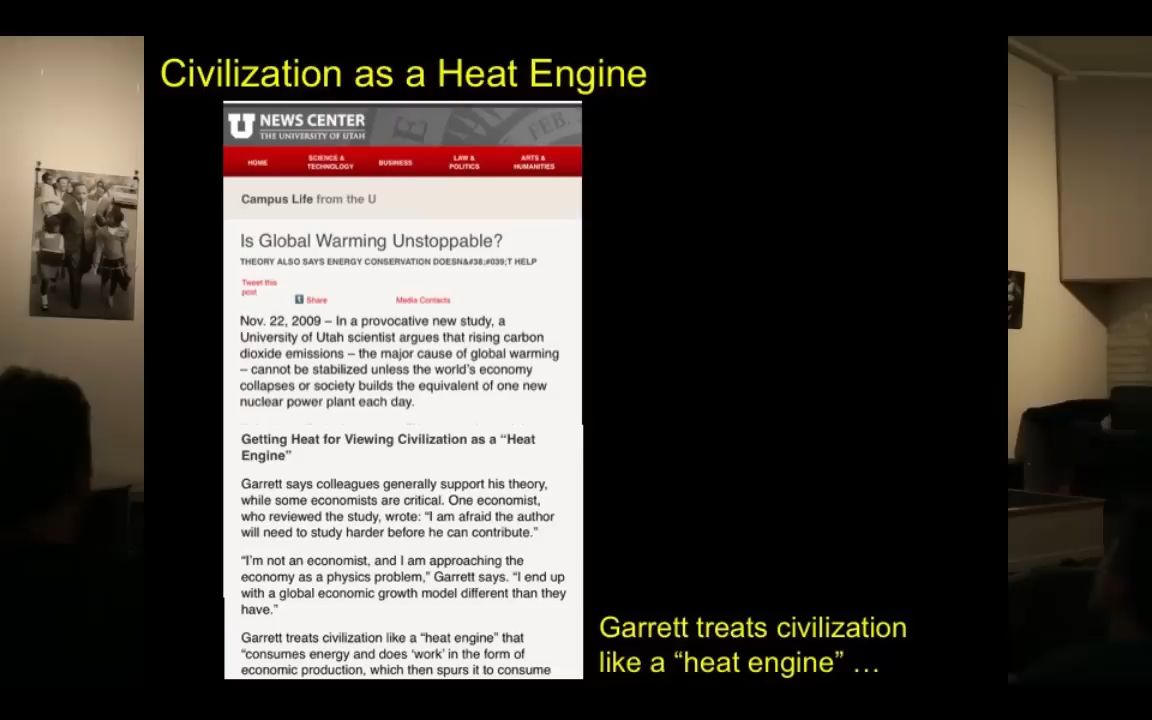 Civilization as a Heat Engine
U NEWS CENTER
THE UNIVERSITY OF UTAH
FEB.
HOME
SCIENCE & TECHNOLOGY
BUSINESS
LAW & POLITICS
ARTS & HUMANITIES
Campus Life from the U
Is Global Warming Unstoppable?
THEORY ALSO SAYS ENERGY CONSERVATION DOESN&#38;#039;T HELP
Tweet this
post
t Share
Media Contacts
Nov. 22, 2009 – In a provocative new study, a
University of Utah scientist argues that rising carbon
dioxide emissions – the major cause of global warming
– cannot be stabilized unless the world's economy
collapses or society builds the equivalent of one new
nuclear power plant each day.
Getting Heat for Viewing Civilization as a “Heat
Engine”
Garrett says colleagues generally support his theory,
while some economists are critical. One economist,
who reviewed the study, wrote: “I am afraid the author
will need to study harder before he can contribute.”
“I'm not an economist, and I am approaching the
economy as a physics problem,” Garrett says. “I end up
with a global economic growth model different than they
have.”
Garrett treats civilization like a “heat engine” that
“consumes energy and does ‘work’ in the form of
economic production, which then spurs it to consume
Garrett treats civilization
like a “heat engine” …